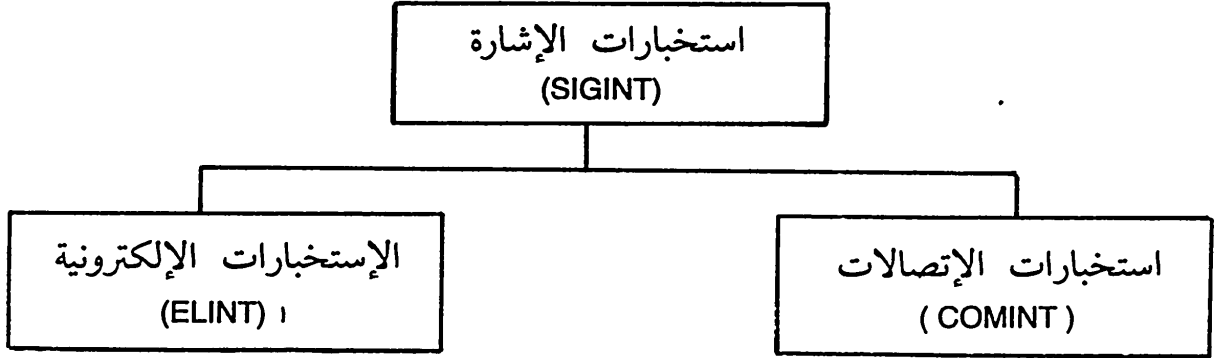 استخبارات الإشارة
(SIGINT)
استخبارات الإتصالات
( COMINT )
الإستخبارات الإلكترونية
(ELINT) ا